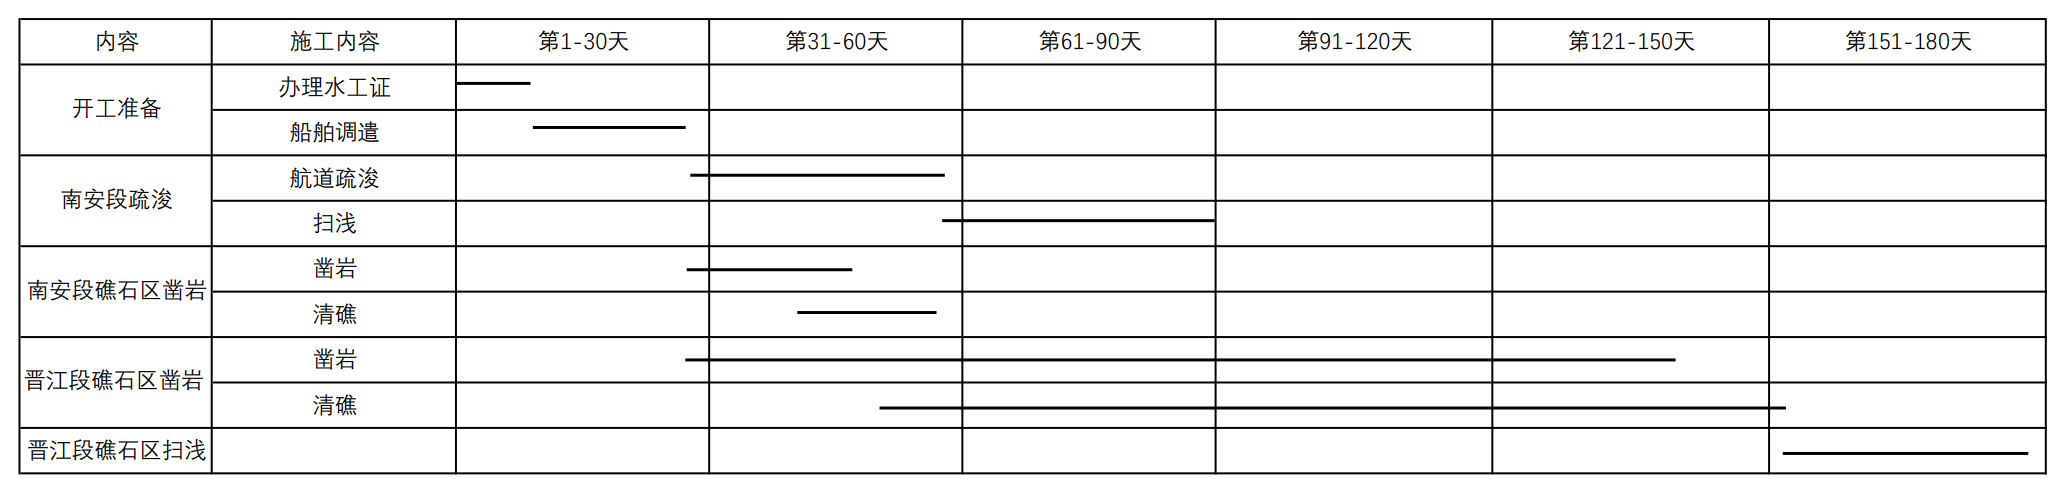 内容 施工内容 第1-30天 第31-60天 第61-90天 第91-120天 第121-150天 第151-180天
开工准备 办理水工证
船舶调遣
南安段疏浚 航道疏浚
扫浅
南安段礁石区凿岩 凿岩
清礁
晋江段礁石区凿岩 凿岩
清礁
晋江段礁石区扫浅